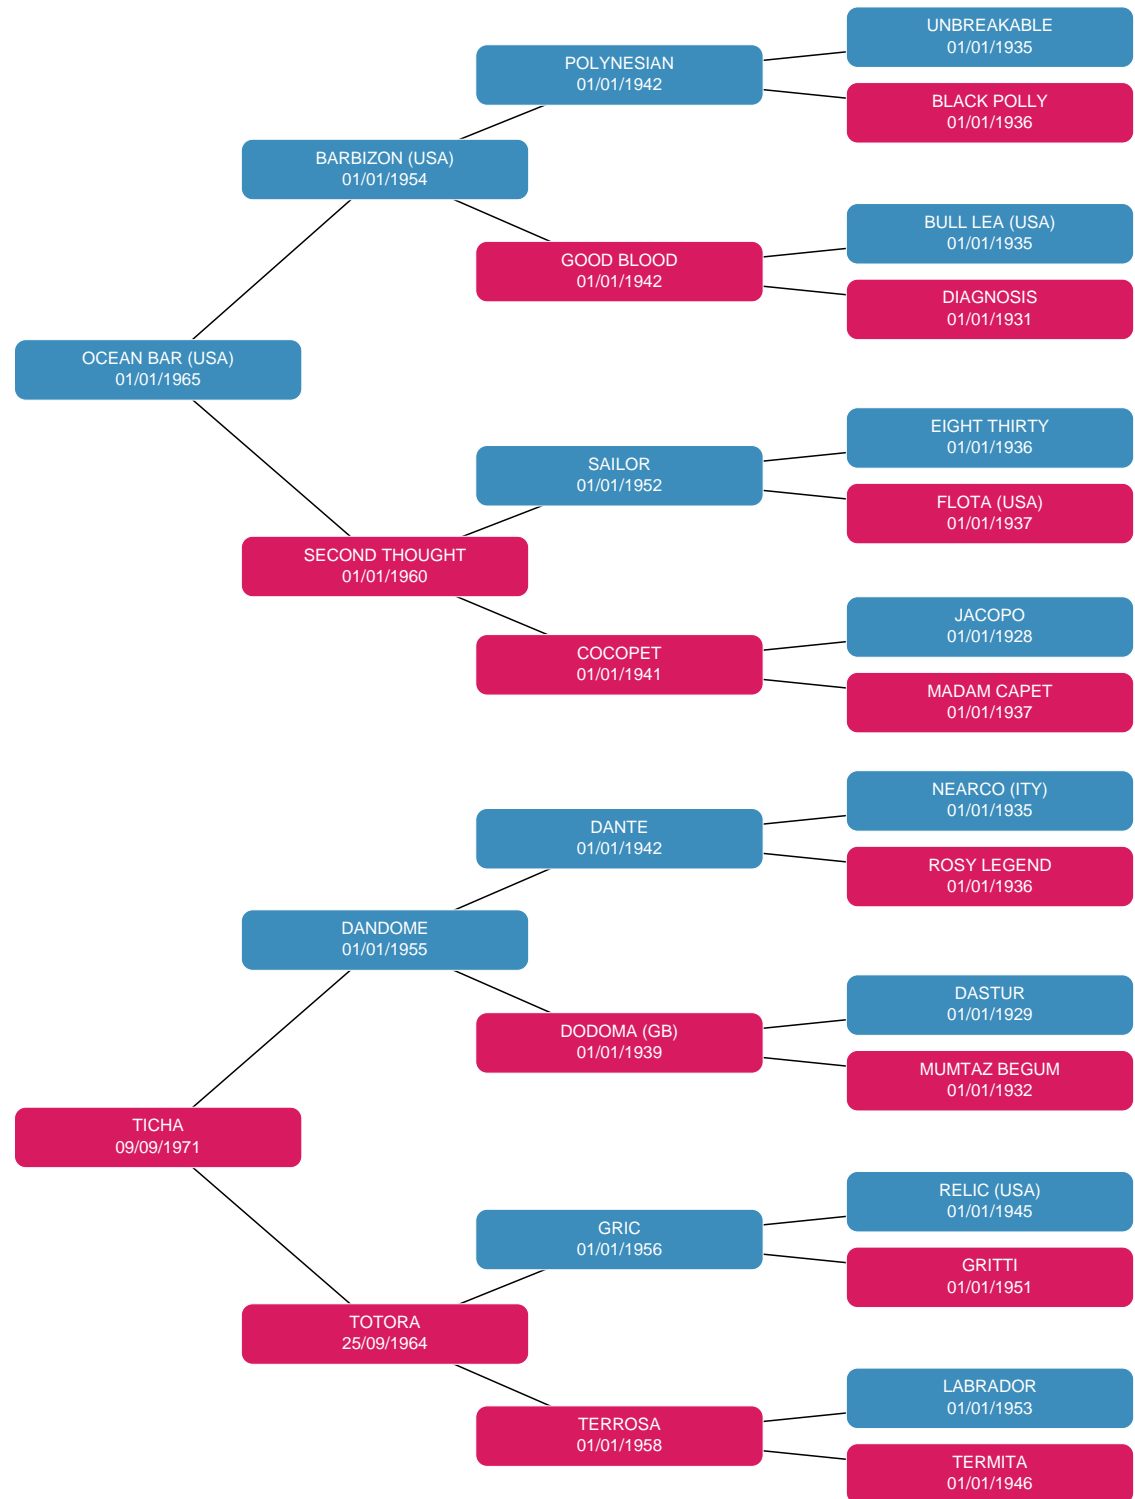 UNBREAKABLE
01/01/1935
POLYNESIAN
01/01/1942
BLACK POLLY
01/01/1936
BARBIZON (USA)
01/01/1954
BULL LEA (USA)
01/01/1935
GOOD BLOOD
01/01/1942
DIAGNOSIS
01/01/1931
OCEAN BAR (USA)
01/01/1965
EIGHT THIRTY
01/01/1936
SAILOR
01/01/1952
FLOTA (USA)
01/01/1937
SECOND THOUGHT
01/01/1960
JACOPO
01/01/1928
COCOPET
01/01/1941
MADAM CAPET
01/01/1937
NEARCO (ITY)
01/01/1935
DANTE
01/01/1942
ROSY LEGEND
01/01/1936
DANDOME
01/01/1955
DASTUR
01/01/1929
DODOMA (GB)
01/01/1939
MUMTAZ BEGUM
01/01/1932
TICHA
09/09/1971
RELIC (USA)
01/01/1945
GRIC
01/01/1956
GRITTI
01/01/1951
TOTORA
25/09/1964
LABRADOR
01/01/1953
TERROSA
01/01/1958
TERMITA
01/01/1946